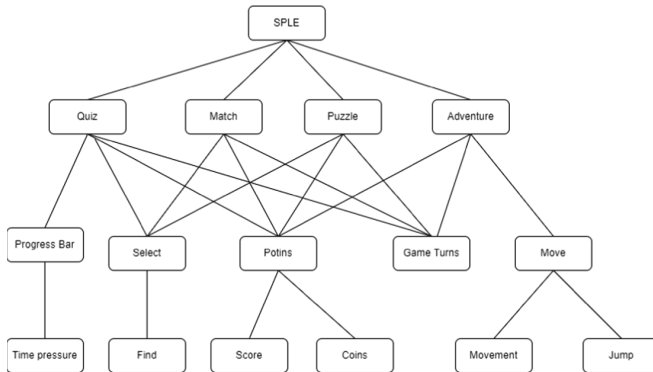 SPLE
Quiz
Match
Puzzle
Adventure
Progress Bar
Select
Potins
Game Turns
Move
Time pressure
Find
Score
Coins
Movement
Jump